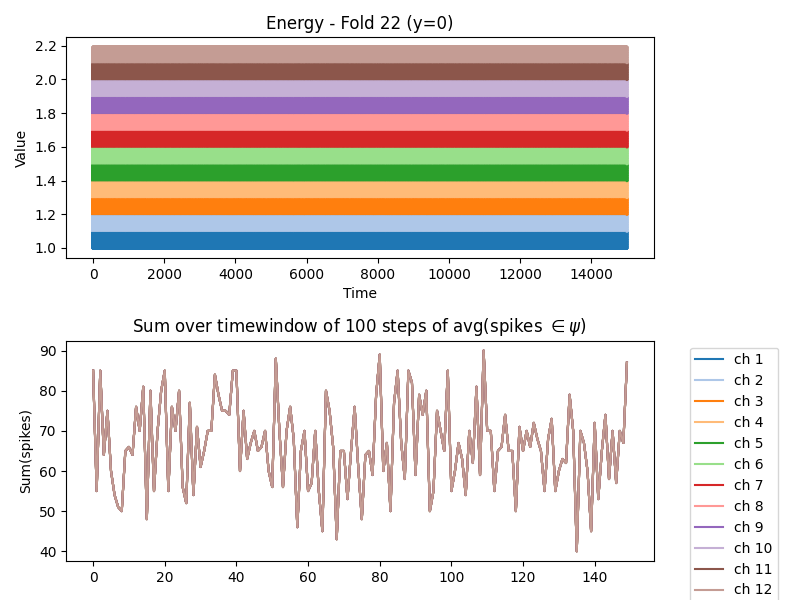 Energy - Fold 22 (y=0)
Value
2.2
2.0
1.8
1.6
1.4
1.2
1.0
0 2000 4000 6000 8000 10000 12000 14000
Time
Sum over timewindow of 100 steps of avg(spikes ∈ ψ)
Sum(spikes)
90
80
70
60
50
40
0 20 40 60 80 100 120 140
ch 1
ch 2
ch 3
ch 4
ch 5
ch 6
ch 7
ch 8
ch 9
ch 10
ch 11
ch 12